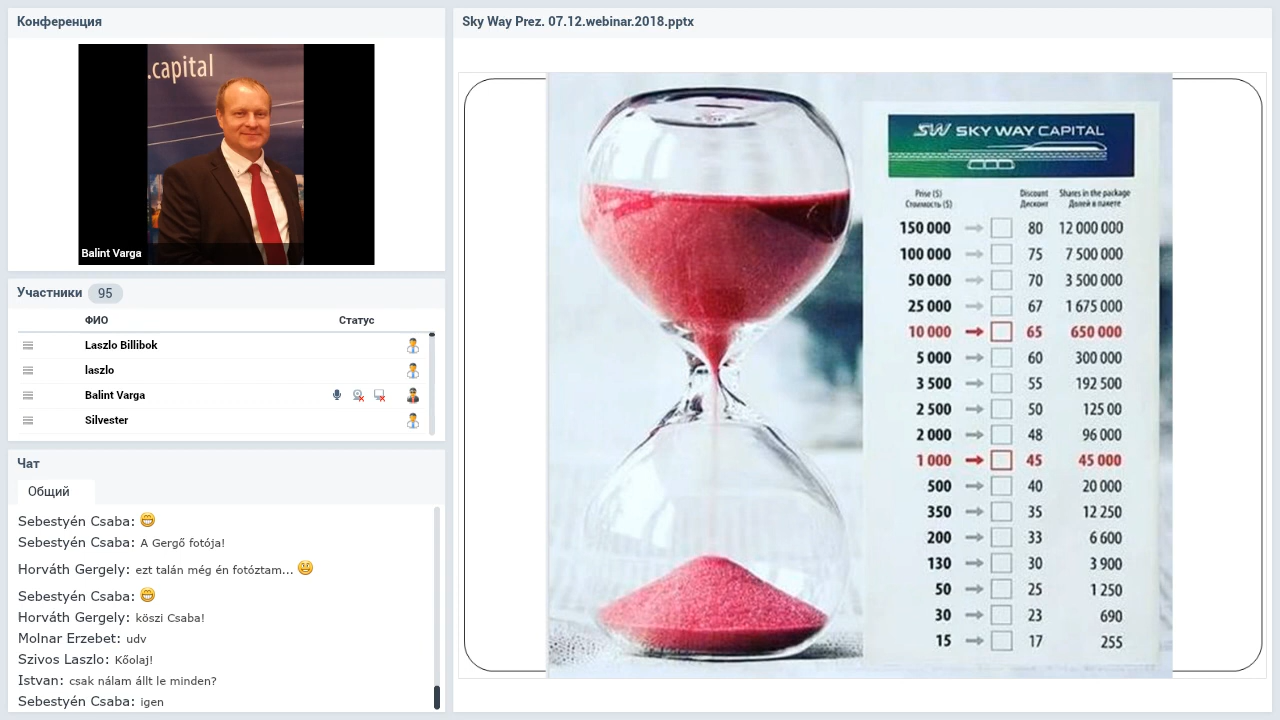 Конференция
.capital
Balint Varga
Участники 95
ФИО Статус
Laszlo Billibok
laszlo
Balint Varga
Silvester
Чат
Общий
Sebestyén Csaba:
Sebestyén Csaba: A Gergő fotója!
Horváth Gergely: ezt talán még én fotóztam...
Sebestyén Csaba:
Horváth Gergely: köszi Csaba!
Molnar Erzebet: udv
Szivos Laszlo: Kőolaj!
Istvan: csak nálam állt le minden?
Sebestyén Csaba: igen
Sky Way Prez. 07.12.webinar.2018.pptx
SW SKY WAY CAPITAL
Prise ($) Discount Shares in the package
Стоимость ($) Дисконт Долей в пакете
150 000 80 12 000 000
100 000 75 7 500 000
50 000 70 3 500 000
25 000 67 1 675 000
10 000 65 650 000
5 000 60 300 000
3 500 55 192 500
2 500 50 125 00
2 000 48 96 000
1 000 45 45 000
500 40 20 000
350 35 12 250
200 33 6 600
130 30 3 900
50 25 1 250
30 23 690
15 17 255